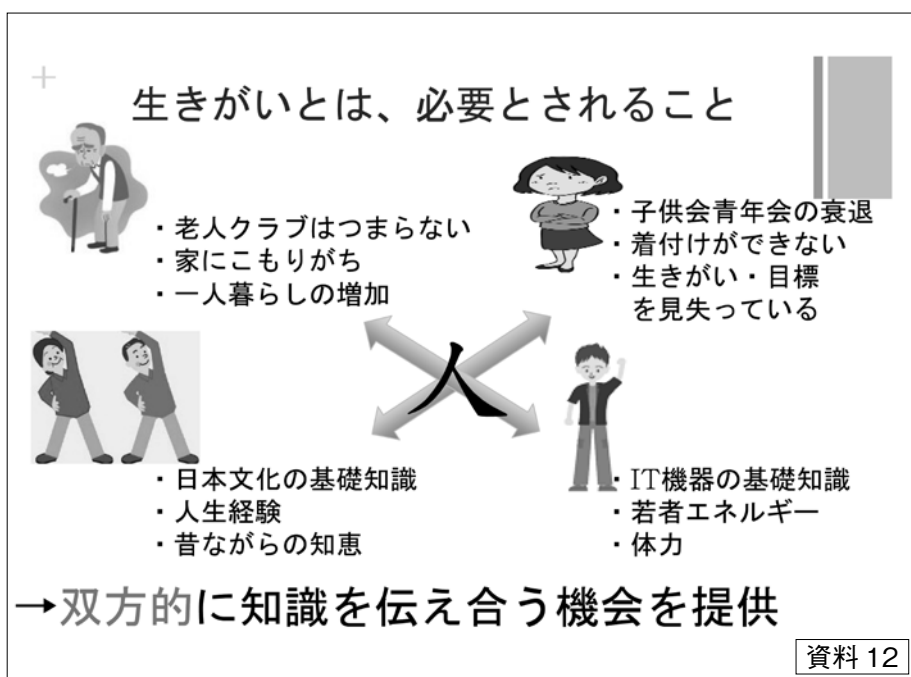 生きがいとは、必要とされること
・老人クラブはつまらない
・家にこもりがち
・一人暮らしの増加
・子供会青年会の衰退
・着付けができない
・生きがい・目標
を見失っている
人
・日本文化の基礎知識
・人生経験
・昔ながらの知恵
・IT機器の基礎知識
・若者エネルギー
・体力
→双方的に知識を伝え合う機会を提供
資料 12